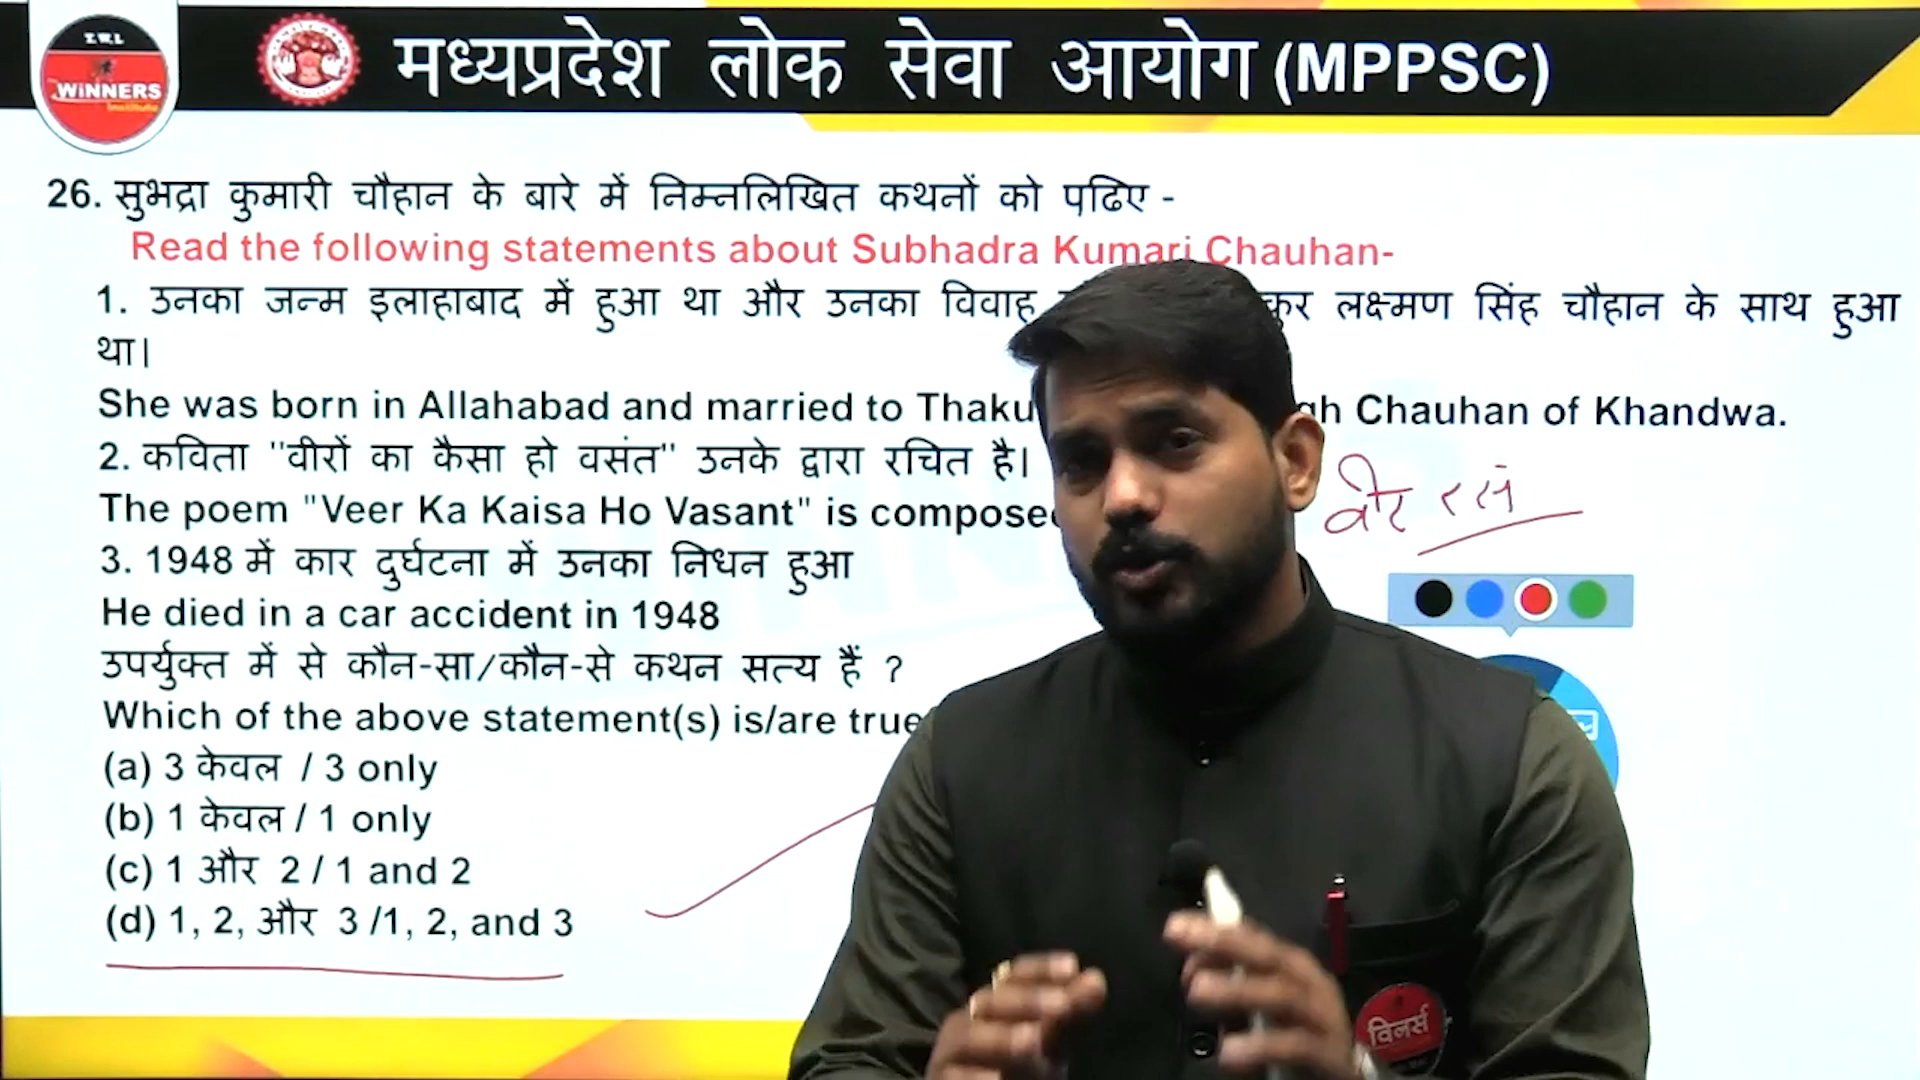 I.W.I.
WiNNERS
Institute
मध्यप्रदेश लोक सेवा आयोग (MPPSC)
26. सुभद्रा कुमारी चौहान के बारे में निम्नलिखित कथनों को पढिए -
Read the following statements about Subhadra Kumari Chauhan-
1. उनका जन्म इलाहाबाद में हुआ था और उनका विवाह लक्ष्मण सिंह चौहान के साथ हुआ
था।
She was born in Allahabad and married to Chauhan of Khandwa.
2. कविता "वीरों का कैसा हो वसंत" उनके द्वारा रचित है।
The poem "Veer Ka Kaisa Ho Vasant" is
वीर रस
3. 1948 में कार दुर्घटना में उनका निधन हुआ
He died in a car accident in 1948
उपर्युक्त में से कौन-सा/कौन-से कथन सत्य हैं ?
Which of the above statement(s) is/are true
(a) 3 केवल / 3 only
(b) 1 केवल / 1 only
(c) 1 और 2 / 1 and 2
(d) 1, 2, और 3 /1, 2, and 3
विनर्स